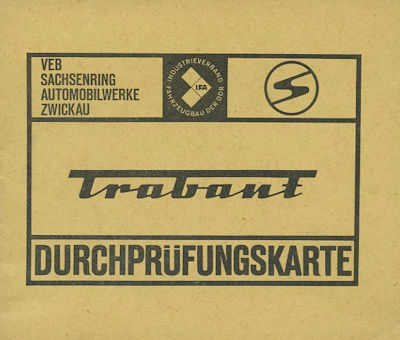 VEB
SACHSENRING
AUTOMOBILWERKE
ZWICKAU
INDUSTRIEVERBAND
FAHRZEUGBAU DER DDR
IFA
S
Trabant
DURCHPRÜFUNGSKARTE